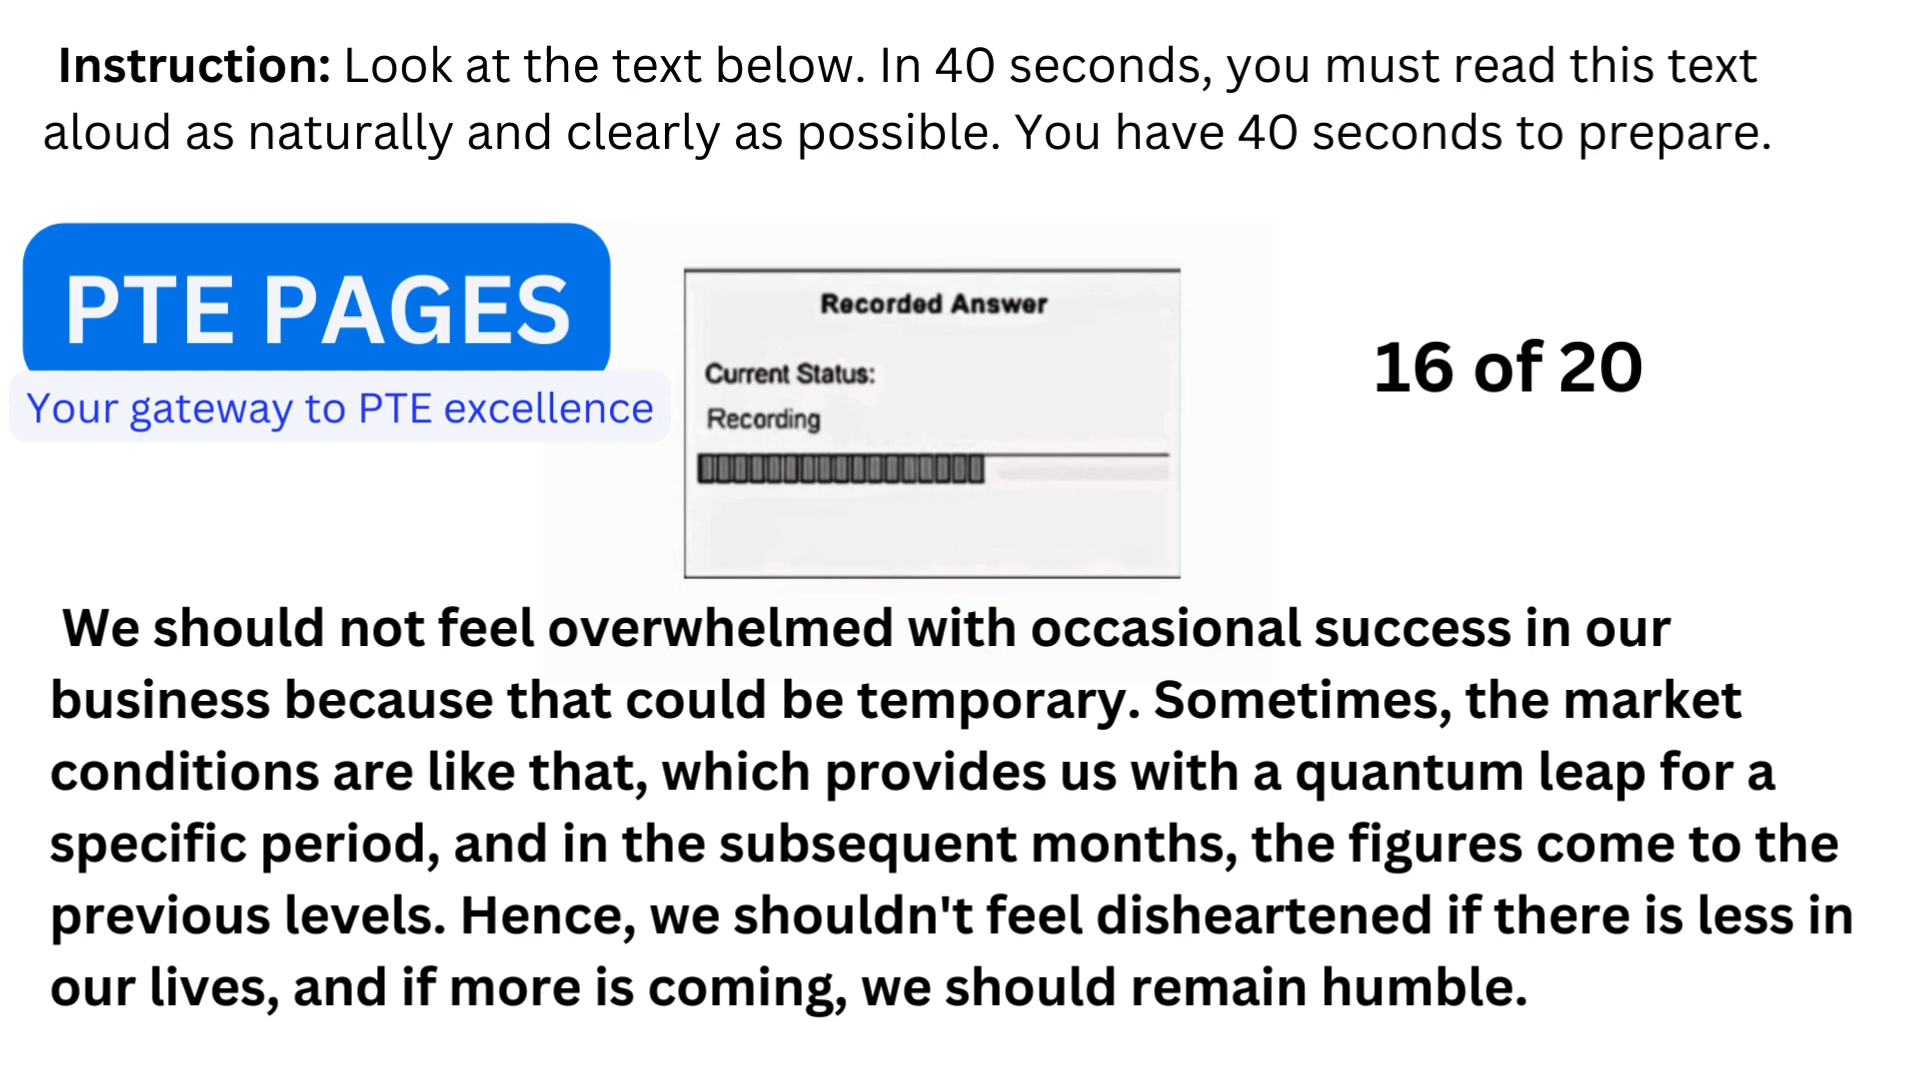 Instruction: Look at the text below. In 40 seconds, you must read this text
aloud as naturally and clearly as possible. You have 40 seconds to prepare.
PTE PAGES
Your gateway to PTE excellence
Recorded Answer
Current Status:
Recording
16 of 20
We should not feel overwhelmed with occasional success in our
business because that could be temporary. Sometimes, the market
conditions are like that, which provides us with a quantum leap for a
specific period, and in the subsequent months, the figures come to the
previous levels. Hence, we shouldn't feel disheartened if there is less in
our lives, and if more is coming, we should remain humble.